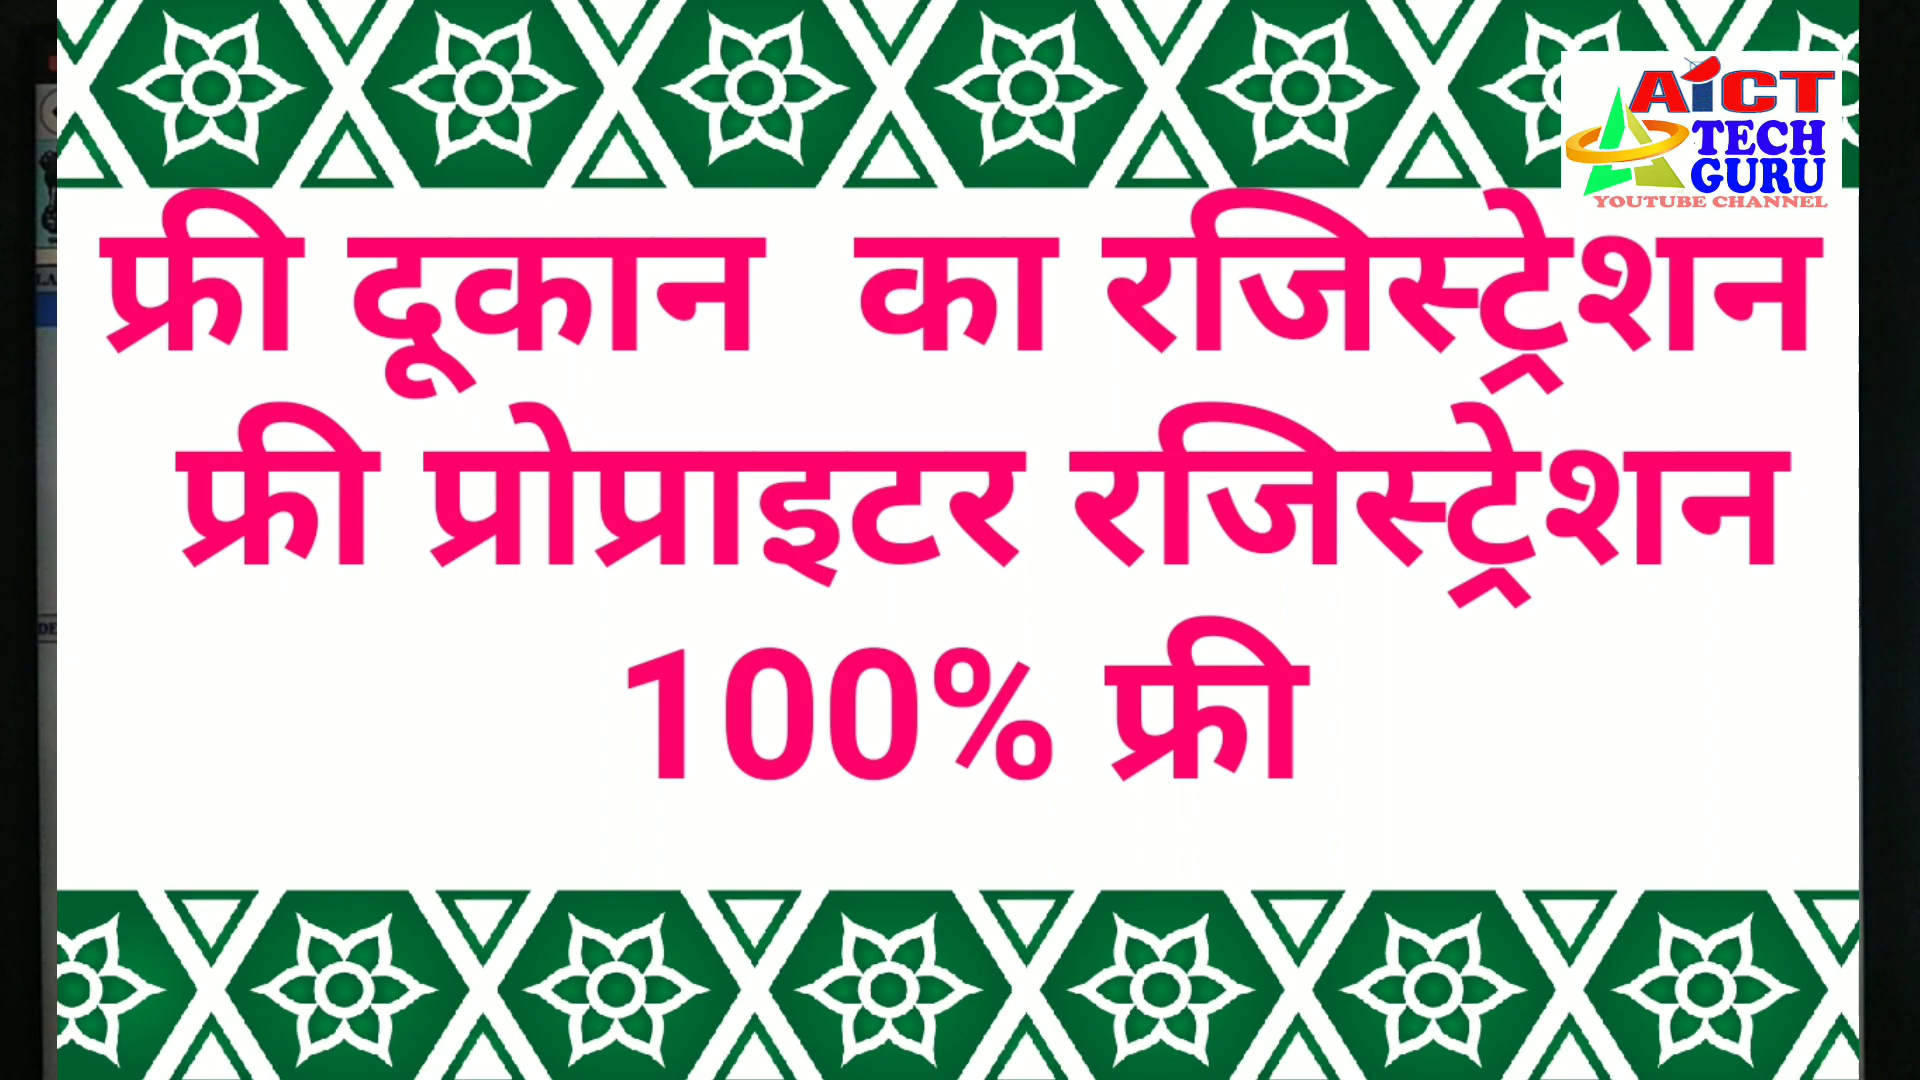 AiCT
TECH
GURU
YOUTUBE CHANNEL
फ्री दूकान  का रजिस्ट्रेशन
फ्री प्रोप्राइटर रजिस्ट्रेशन
100% फ्री